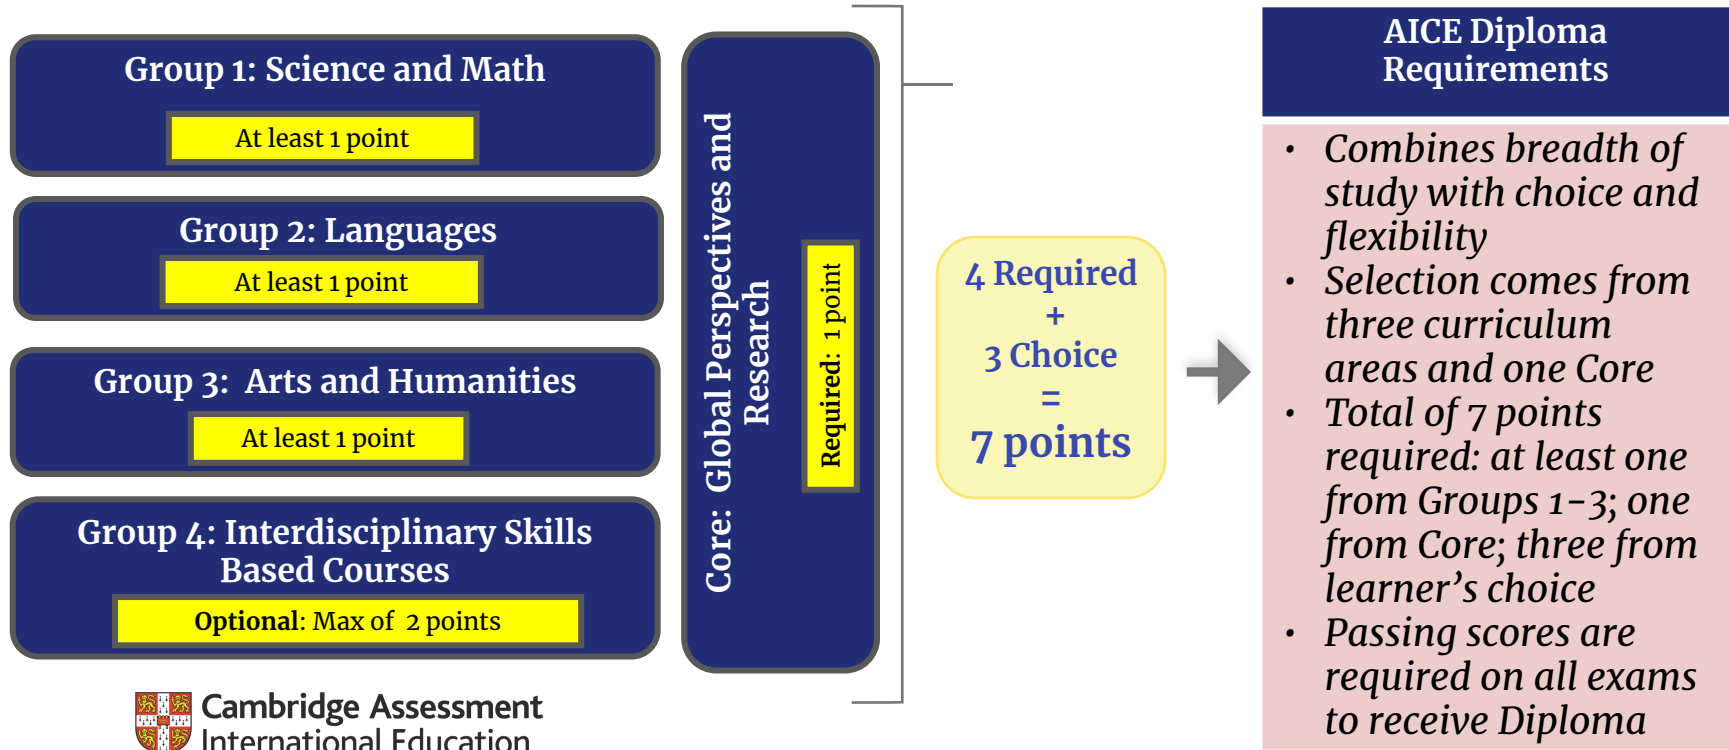 Group 1: Science and Math
At least 1 point
Group 2: Languages
At least 1 point
Group 3:  Arts and Humanities
At least 1 point
Group 4: Interdisciplinary Skills
Based Courses
Optional: Max of  2 points
Core:  Global Perspectives and
Research
Required:  1 point
4 Required
+
3 Choice
=
7 points
AICE Diploma
Requirements
• Combines breadth of
study with choice and
flexibility
• Selection comes from
three curriculum
areas and one Core
• Total of 7 points
required: at least one
from Groups 1–3; one
from Core; three from
learner’s choice
• Passing scores are
required on all exams
to receive Diploma
Cambridge Assessment
International Education